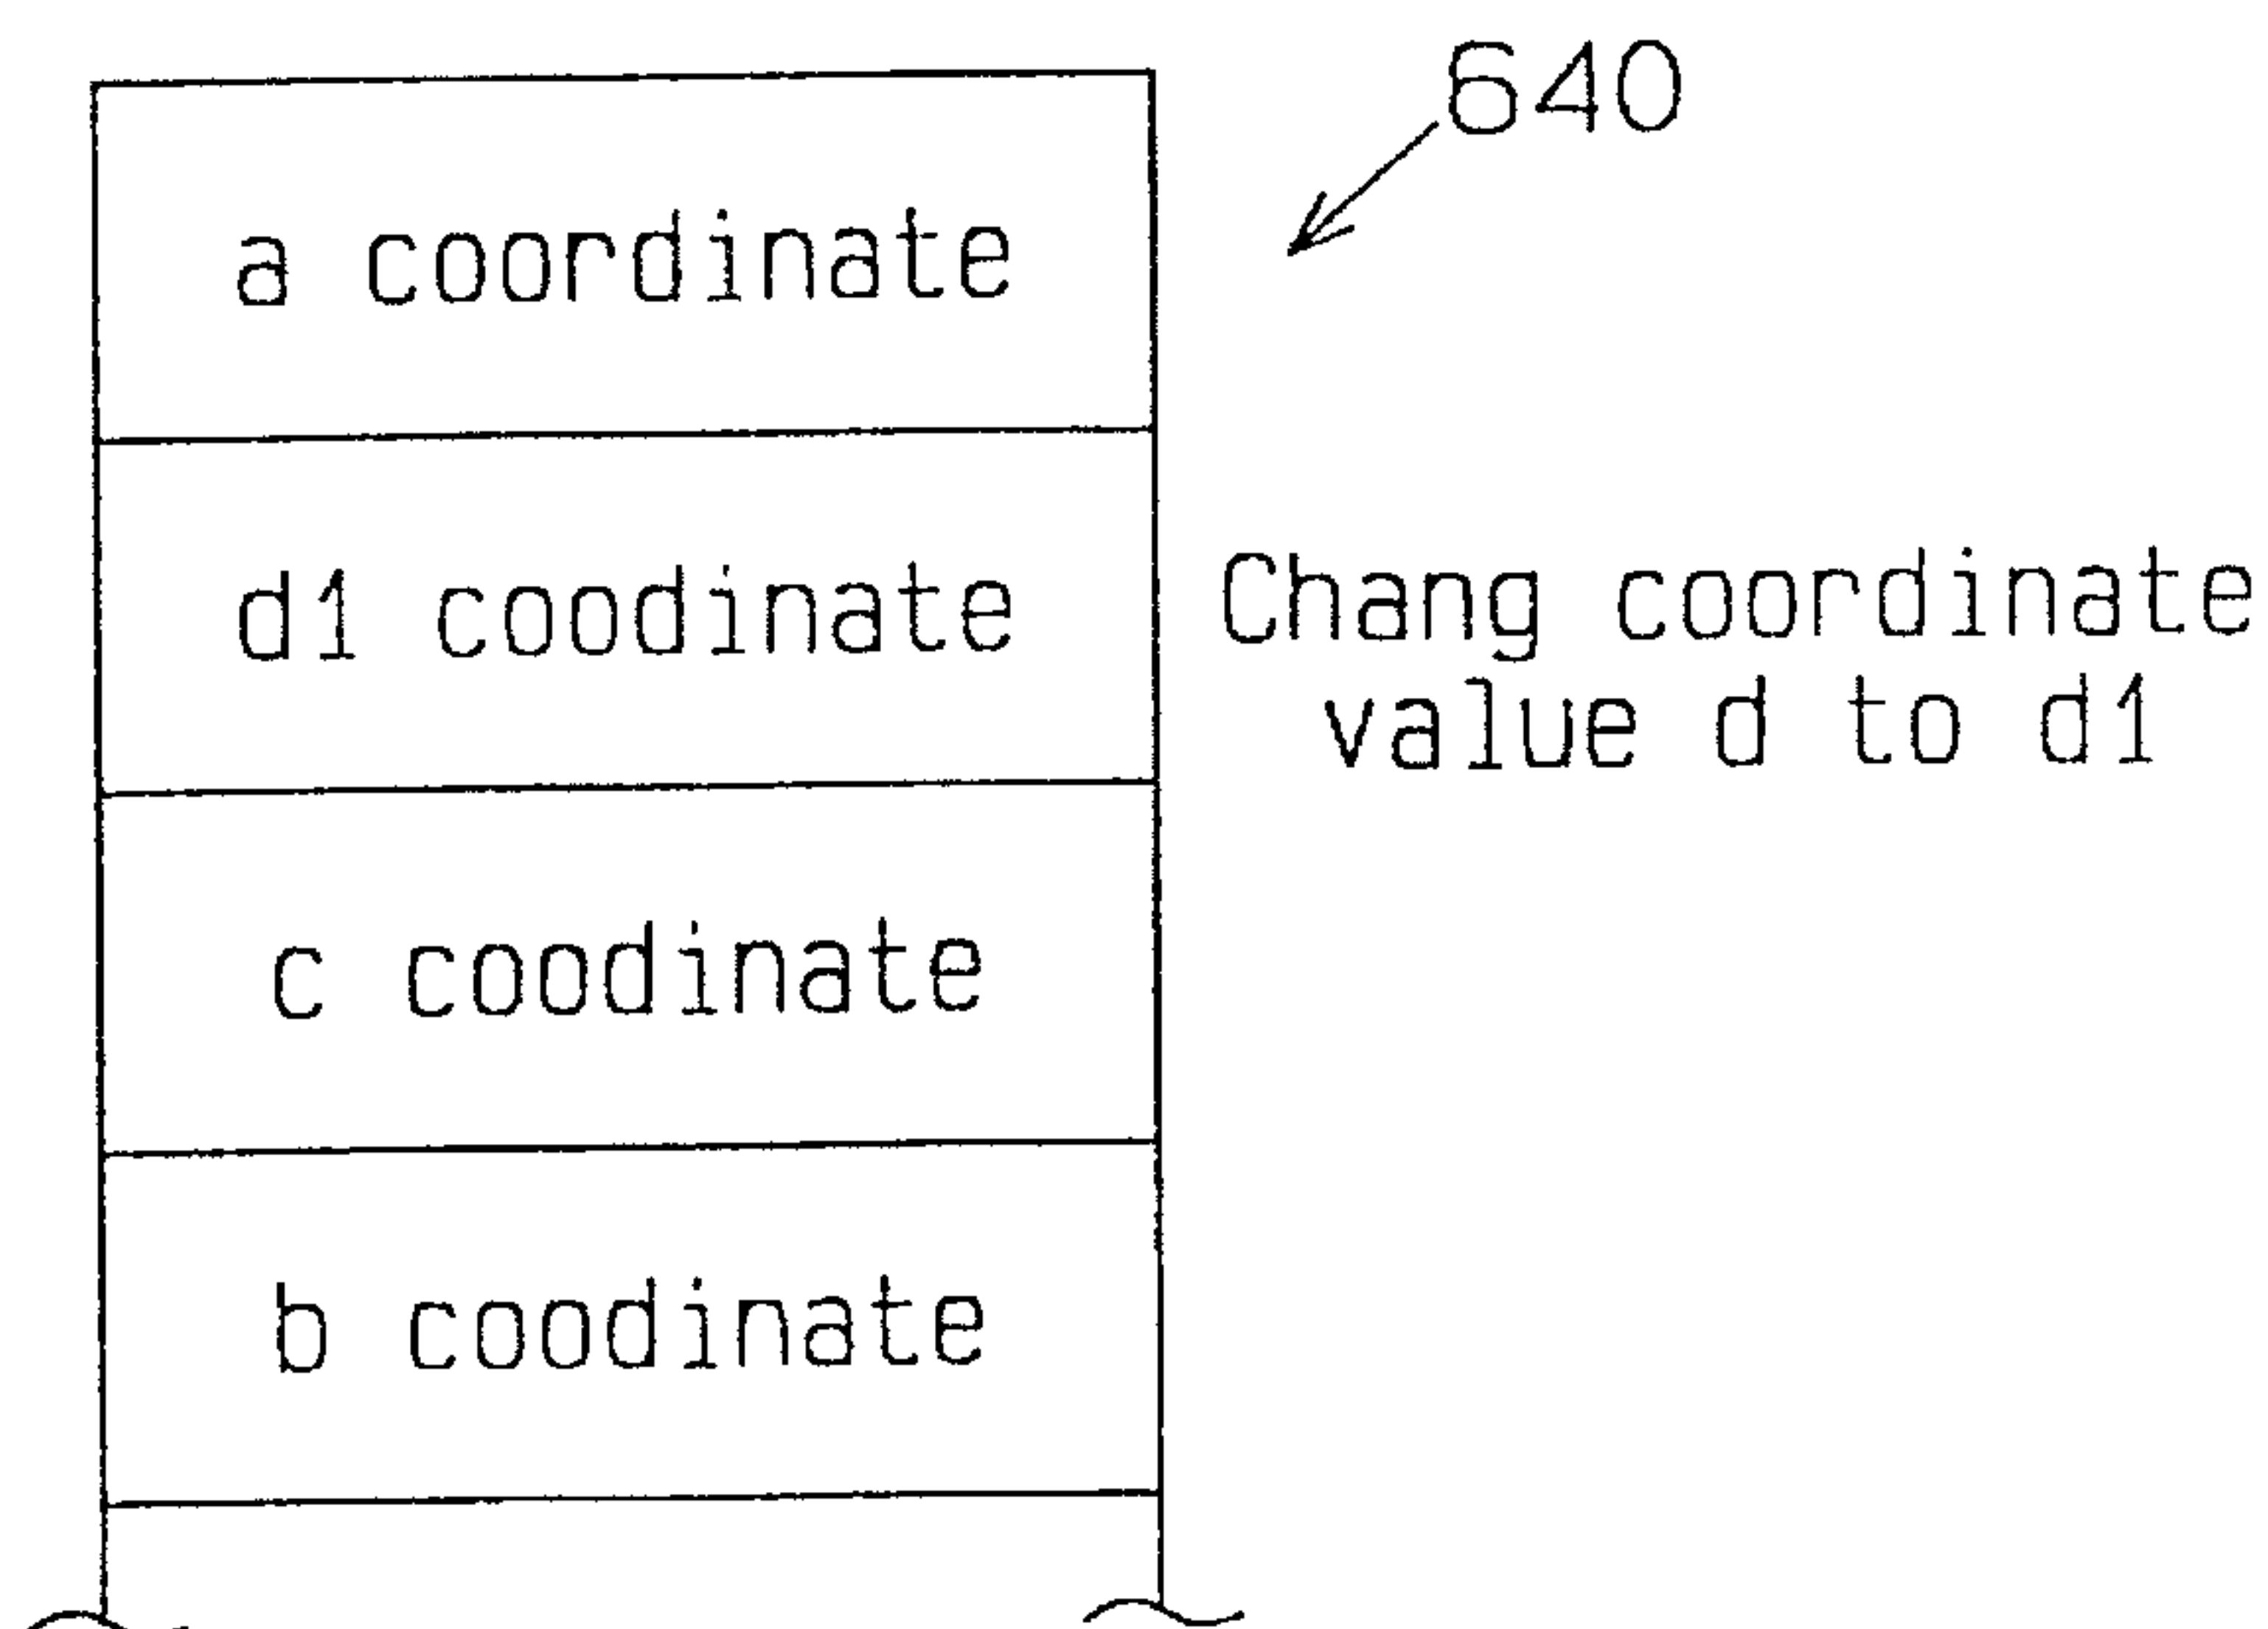 640
a coordinate
d1 coodinate
Chang coordinate
value d to d1
c coodinate
b coodinate